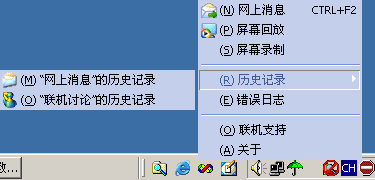 (N) 网上消息 CTRL+F2
(P) 屏幕回放
(S) 屏幕录制
(R) 历史记录
(M) “网上消息”的历史记录
(O) “联机讨论”的历史记录
(E) 错误日志
(O) 联机支持
(A) 关于
数...
CH